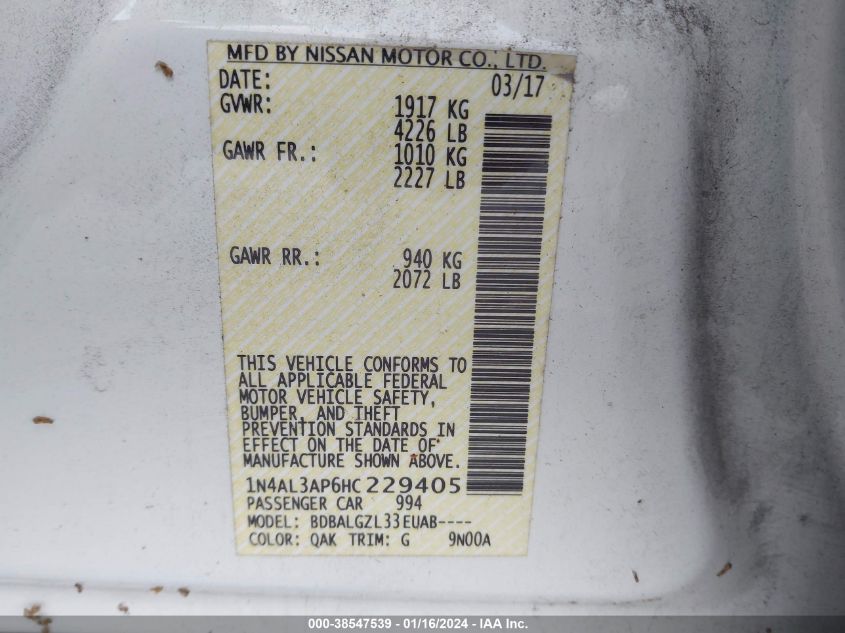 MFD BY NISSAN MOTOR CO., LTD.
DATE: 03/17
GVWR: 1917 KG
4226 LB
GAWR FR.: 1010 KG
2227 LB
GAWR RR.: 940 KG
2072 LB
THIS VEHICLE CONFORMS TO
ALL APPLICABLE FEDERAL
MOTOR VEHICLE SAFETY,
BUMPER, AND THEFT
PREVENTION STANDARDS IN
EFFECT ON THE DATE OF
MANUFACTURE SHOWN ABOVE.
1N4AL3AP6HC229405
PASSENGER CAR 994
MODEL: BDBALGZL33EUAB----
COLOR: QAK TRIM: G 9N00A
000-38547539 - 01/16/2024 - IAA Inc.